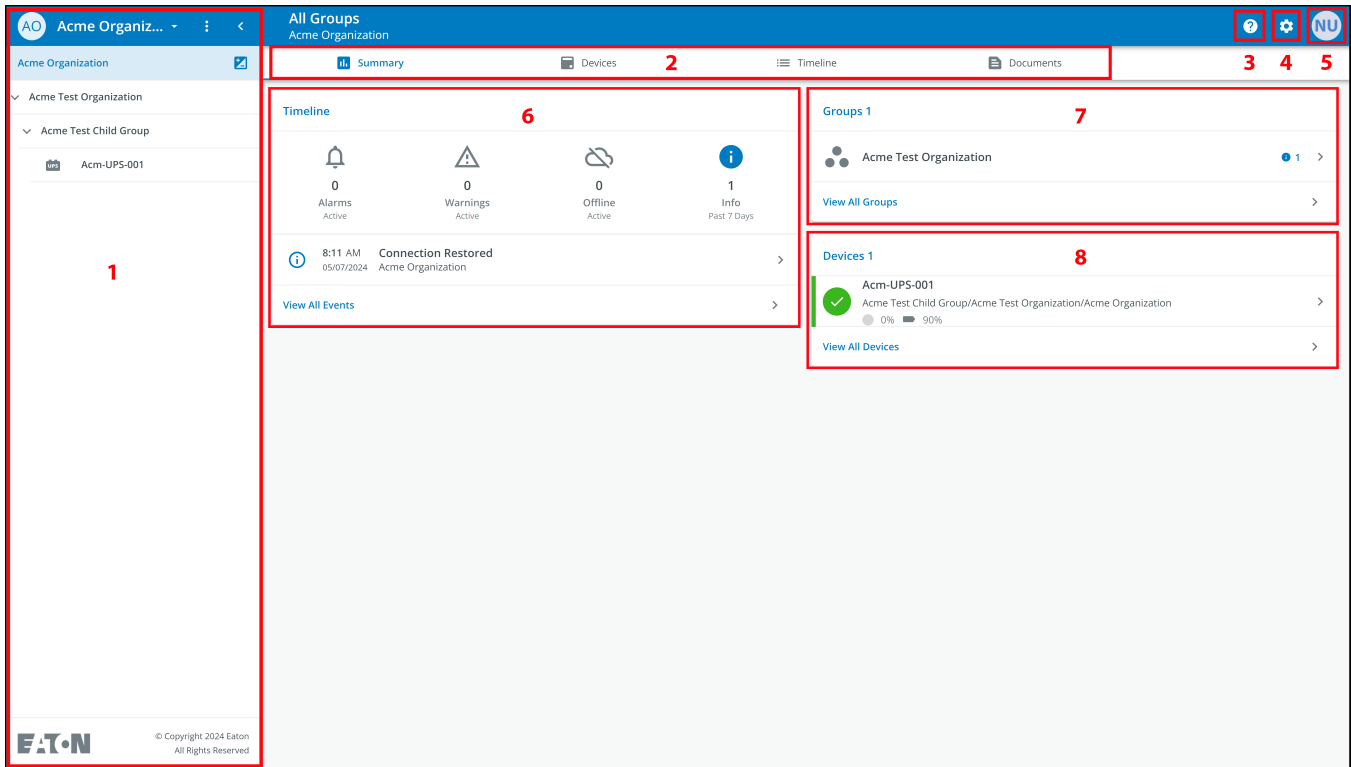 AO Acme Organiz...
All Groups
Acme Organization
NU
Acme Organization
Summary
Devices
2
Timeline
Documents
3 4 5
Acme Test Organization
Acme Test Child Group
UPS Acm-UPS-001
1
Timeline
6
0
Alarms
Active
0
Warnings
Active
0
Offline
Active
1
Info
Past 7 Days
8:11 AM Connection Restored
05/07/2024 Acme Organization
View All Events
Groups 1
7
Acme Test Organization
1
View All Groups
Devices 1
8
Acm-UPS-001
Acme Test Child Group/Acme Test Organization/Acme Organization
0% 90%
View All Devices
EATON
© Copyright 2024 Eaton
All Rights Reserved